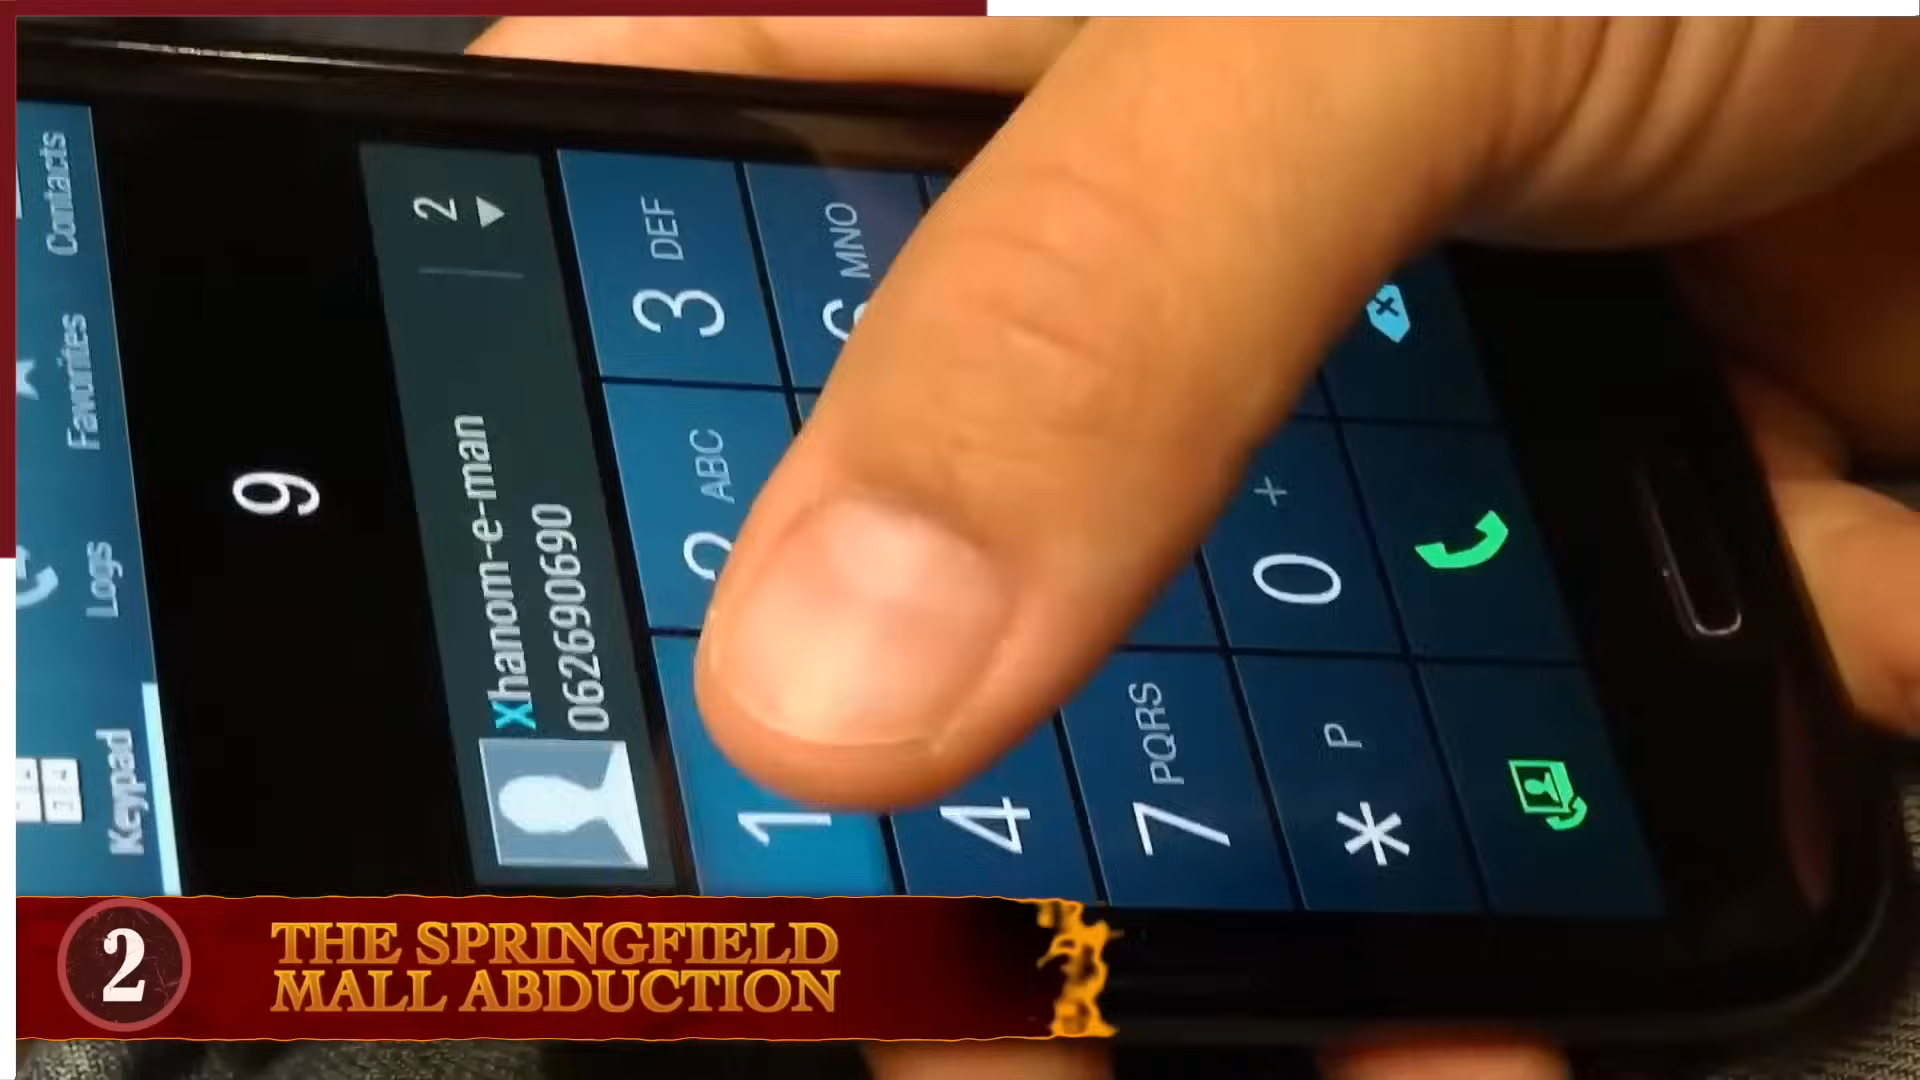 Keypad
Logs
Favorites
Contacts
9
Xhanom-e-man
0626690690
2
1
ABC
3 DEF
4
MNO
7 PQRS
* P
0 +
2
THE SPRINGFIELD
MALL ABDUCTION